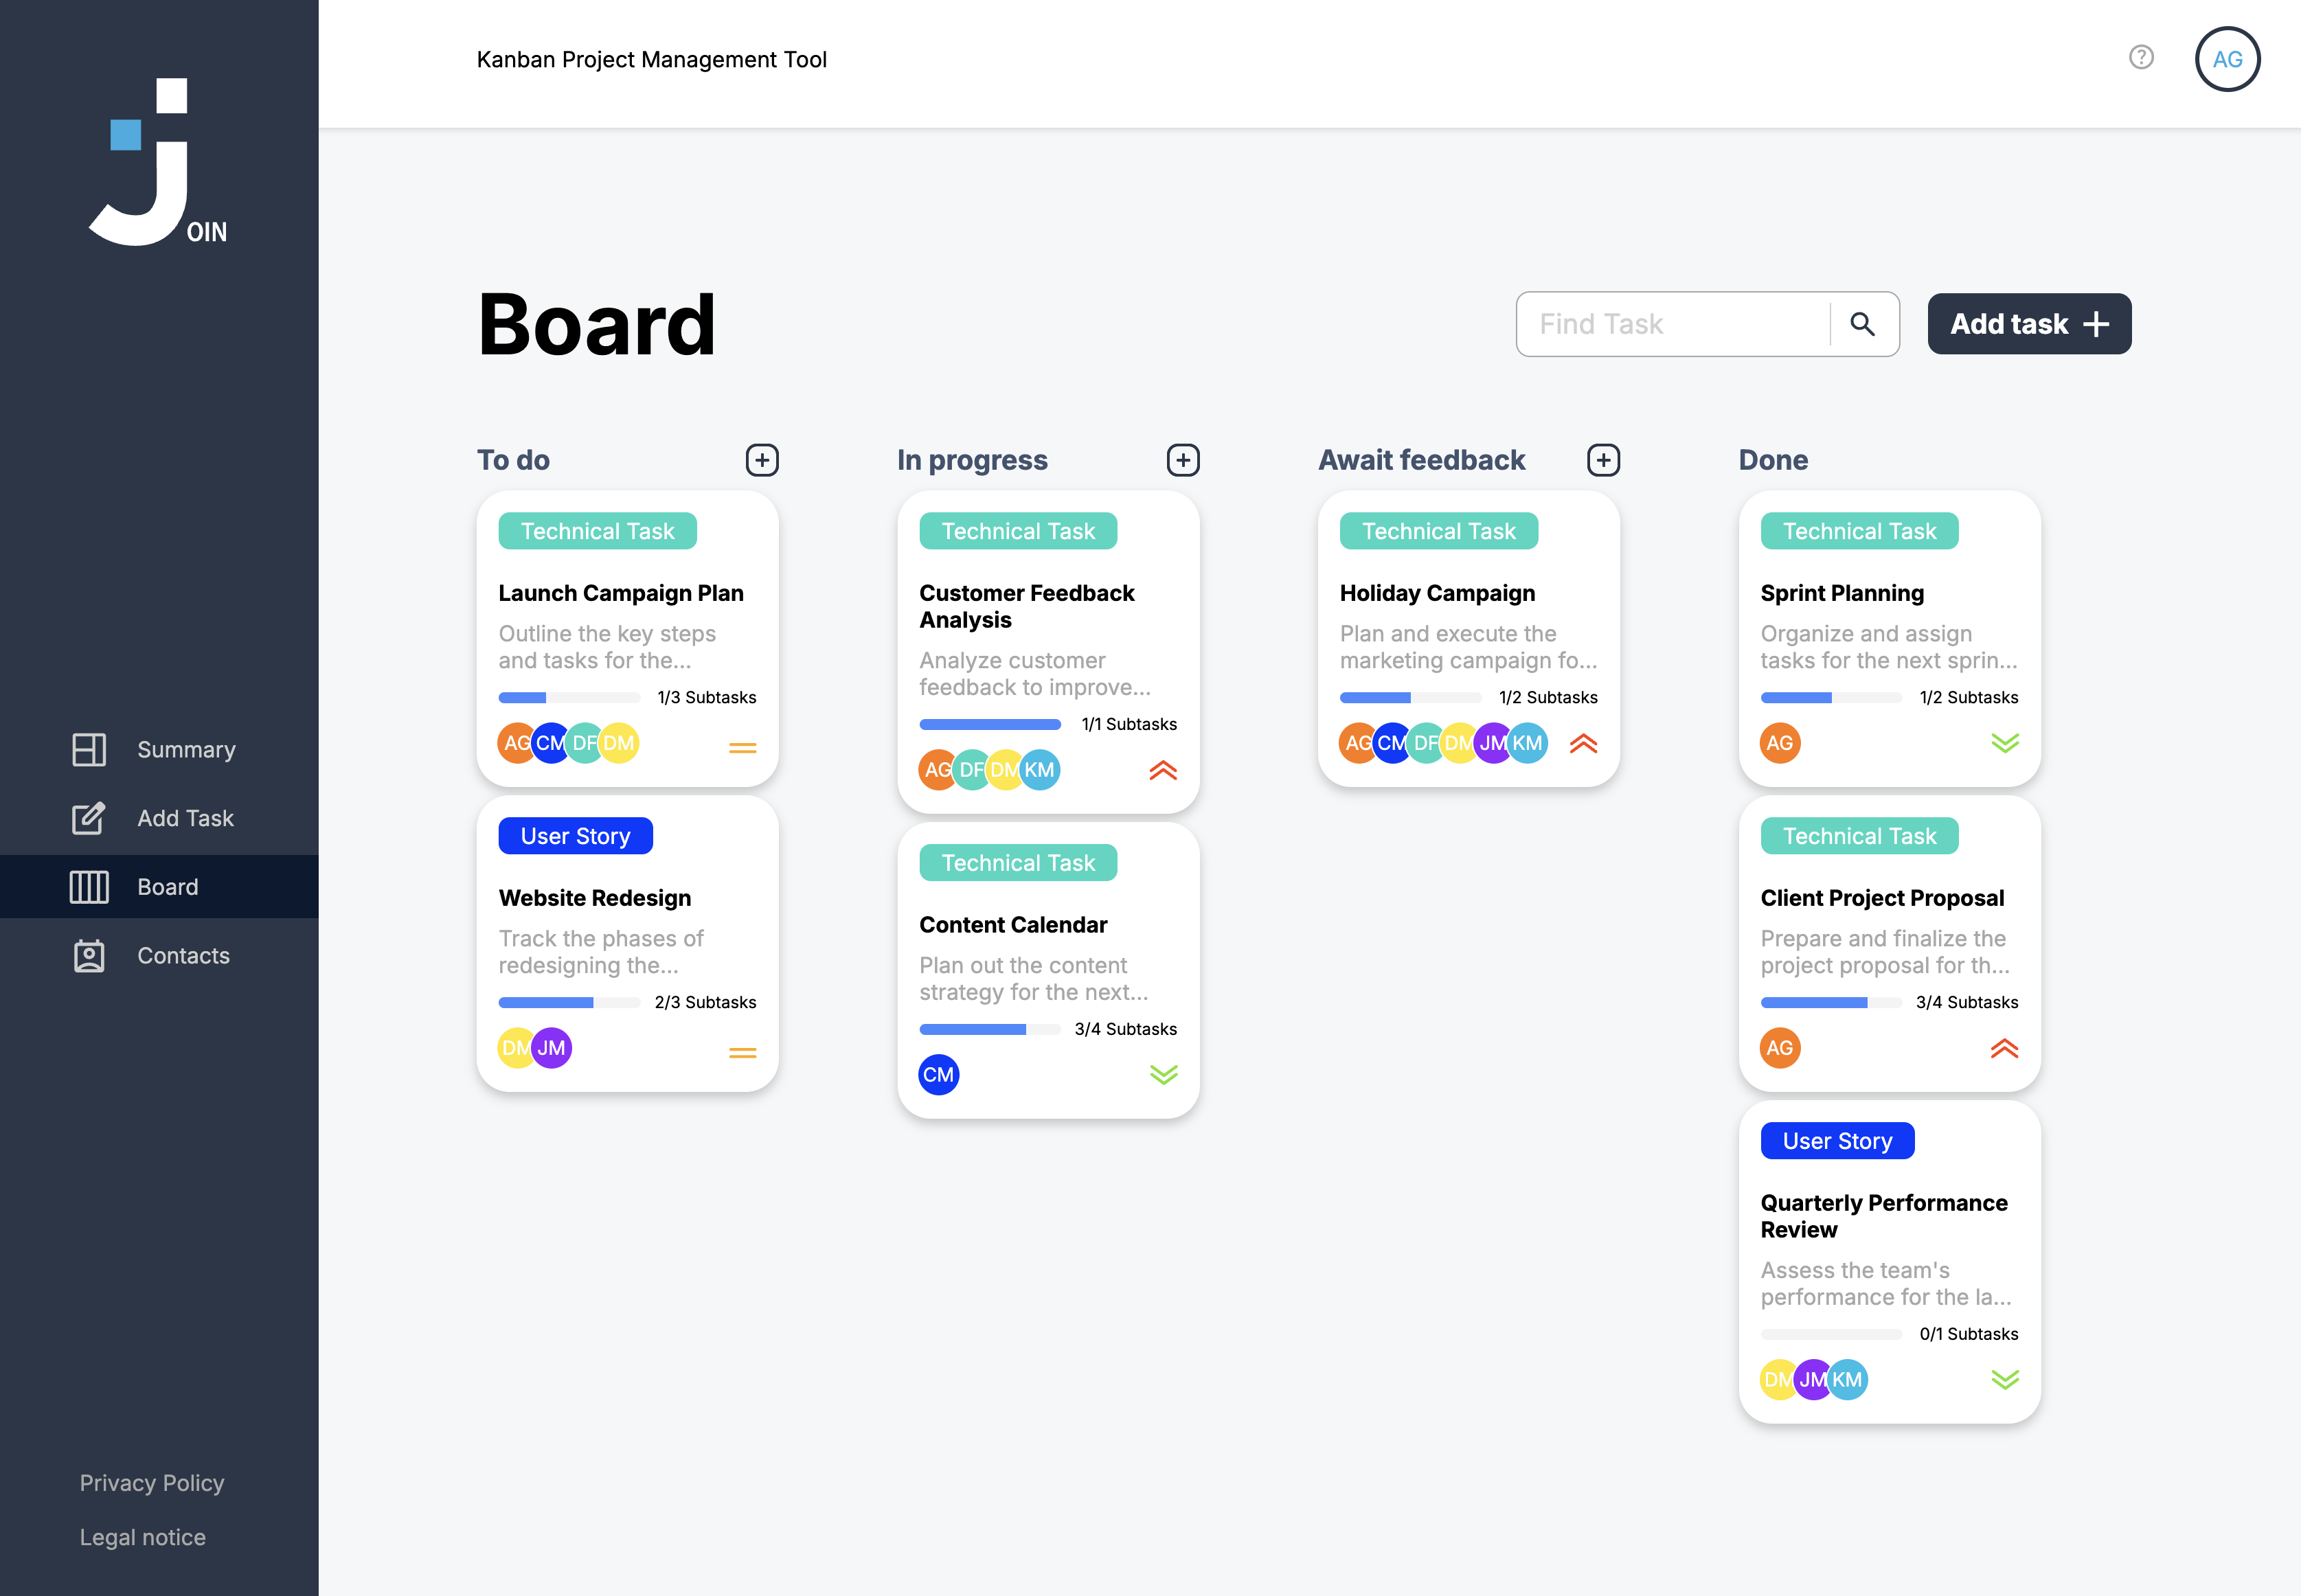 OIN
Kanban Project Management Tool
AG
Summary
Add Task
Board
Contacts
Privacy Policy
Legal notice
Board
Find Task
Add task
To do
Technical Task
Launch Campaign Plan
Outline the key steps
and tasks for the...
1/3 Subtasks
AG CM DF DM
User Story
Website Redesign
Track the phases of
redesigning the...
2/3 Subtasks
DM JM
In progress
Technical Task
Customer Feedback
Analysis
Analyze customer
feedback to improve...
1/1 Subtasks
AG DF DM KM
Technical Task
Content Calendar
Plan out the content
strategy for the next...
3/4 Subtasks
CM
Await feedback
Technical Task
Holiday Campaign
Plan and execute the
marketing campaign fo...
1/2 Subtasks
AG CM DF DM JM KM
Done
Technical Task
Sprint Planning
Organize and assign
tasks for the next sprin...
1/2 Subtasks
AG
Technical Task
Client Project Proposal
Prepare and finalize the
project proposal for th...
3/4 Subtasks
AG
User Story
Quarterly Performance
Review
Assess the team's
performance for the la...
0/1 Subtasks
DM JM KM